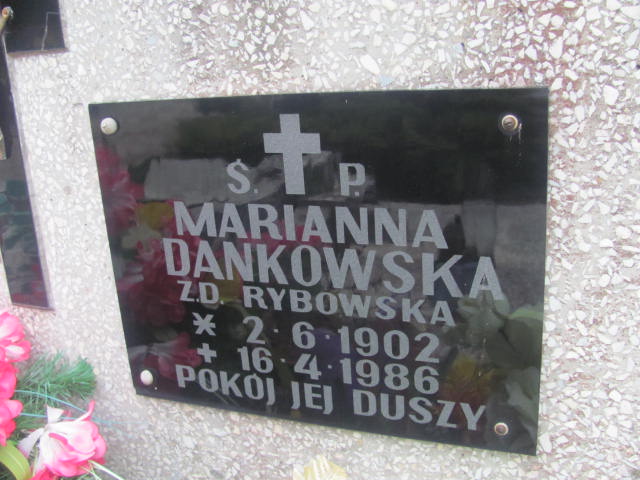 Ś. P.
MARIANNA
DANKOWSKA
Z.D. RYBOWSKA
* 2·6·1902
+ 16·4·1986
POKÓJ JEJ DUSZY